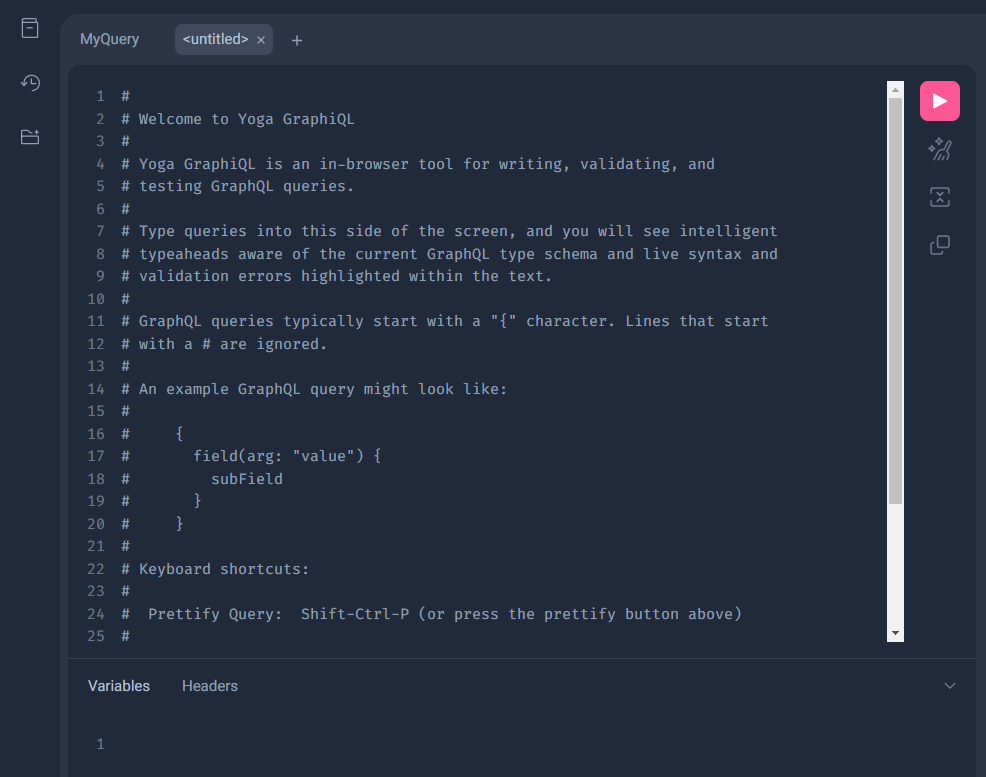 MyQuery <untitled> × +
1 #
2 # Welcome to Yoga GraphiQL
3 #
4 # Yoga GraphiQL is an in-browser tool for writing, validating, and
5 # testing GraphQL queries.
6 #
7 # Type queries into this side of the screen, and you will see intelligent
8 # typeaheads aware of the current GraphQL type schema and live syntax and
9 # validation errors highlighted within the text.
10 #
11 # GraphQL queries typically start with a "{" character. Lines that start
12 # with a # are ignored.
13 #
14 # An example GraphQL query might look like:
15 #
16 #     {
17 #       field(arg: "value") {
18 #         subField
19 #       }
20 #     }
21 #
22 # Keyboard shortcuts:
23 #
24 #  Prettify Query:  Shift-Ctrl-P (or press the prettify button above)
25 #
Variables Headers
1